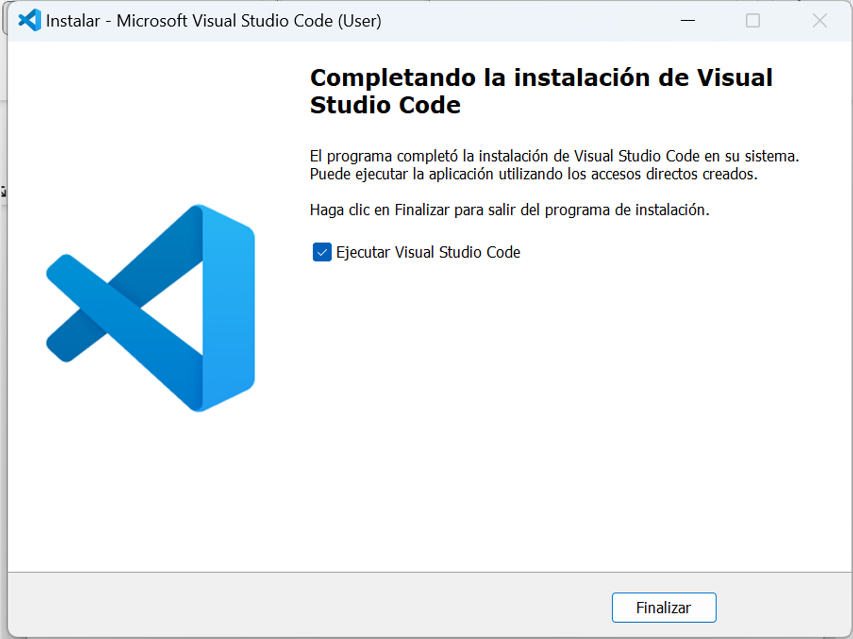 Instalar - Microsoft Visual Studio Code (User)
Completando la instalación de Visual
Studio Code
El programa completó la instalación de Visual Studio Code en su sistema.
Puede ejecutar la aplicación utilizando los accesos directos creados.
Haga clic en Finalizar para salir del programa de instalación.
Ejecutar Visual Studio Code
Finalizar